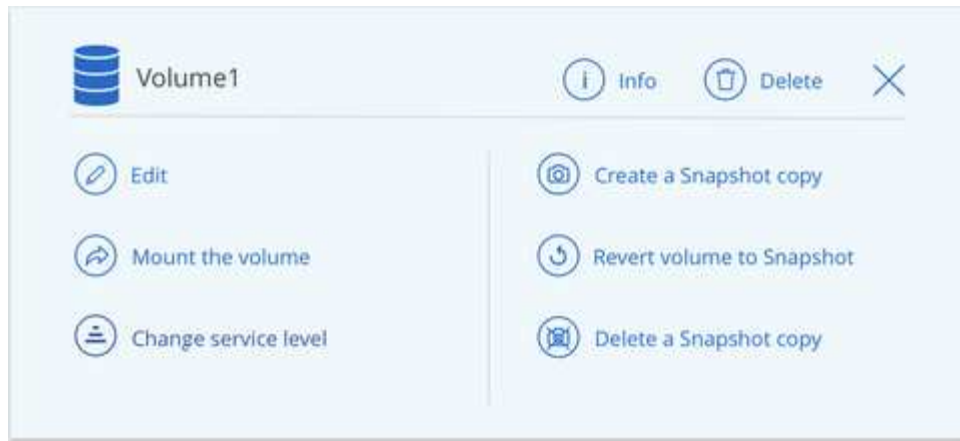 Volume1
Info
Delete
Edit
Mount the volume
Change service level
Create a Snapshot copy
Revert volume to Snapshot
Delete a Snapshot copy